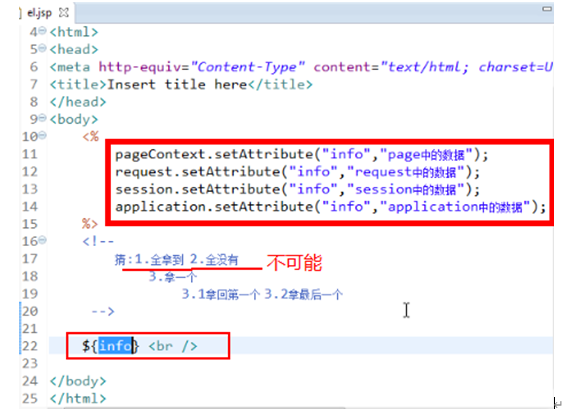 el.jsp
4 <html>
5 <head>
6 <meta http-equiv="Content-Type" content="text/html; charset=U
7 <title>Insert title here</title>
8 </head>
9 <body>
10 <%
11 pageContext.setAttribute("info","page中的数据");
12 request.setAttribute("info","request中的数据");
13 session.setAttribute("info","session中的数据");
14 application.setAttribute("info","application中的数据");
15 %>
16 <!--
17 猜:1.全拿到 2.全没有 不可能
18 3.拿一个
19 3.1拿回第一个 3.2拿最后一个
20 -->
21
22 ${info} <br />
23
24 </body>
25 </html>